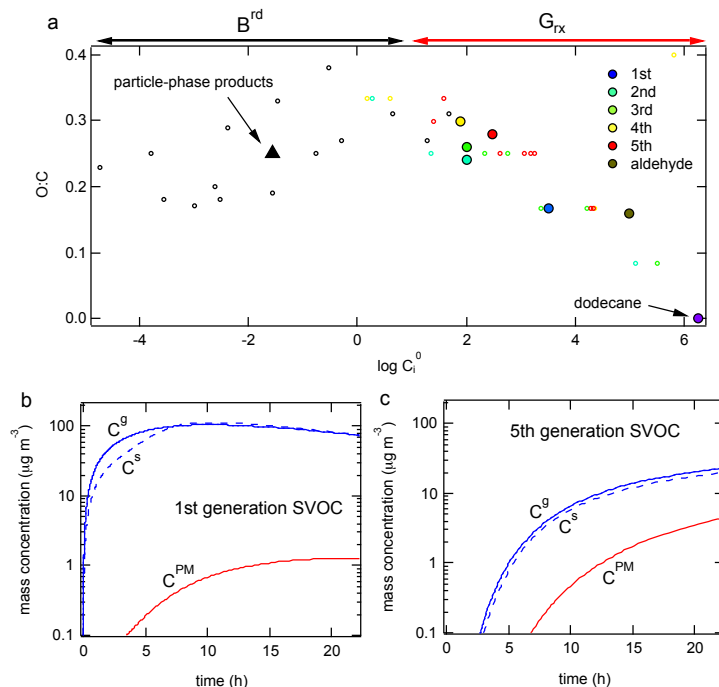 a
B^rd
G_rx
0.4
0.3
0.2
0.1
0.0
O:C
particle-phase products
1st
2nd
3rd
4th
5th
aldehyde
dodecane
-4
-2
0
2
4
6
log C_i^0
b
100
10
1
0.1
mass concentration (µg m^-3)
C^g
C^s
1st generation SVOC
C^PM
0
5
10
15
20
time (h)
c
100
10
1
0.1
mass concentration (µg m^-3)
5th generation SVOC
C^g
C^s
C^PM
0
5
10
15
20
time (h)